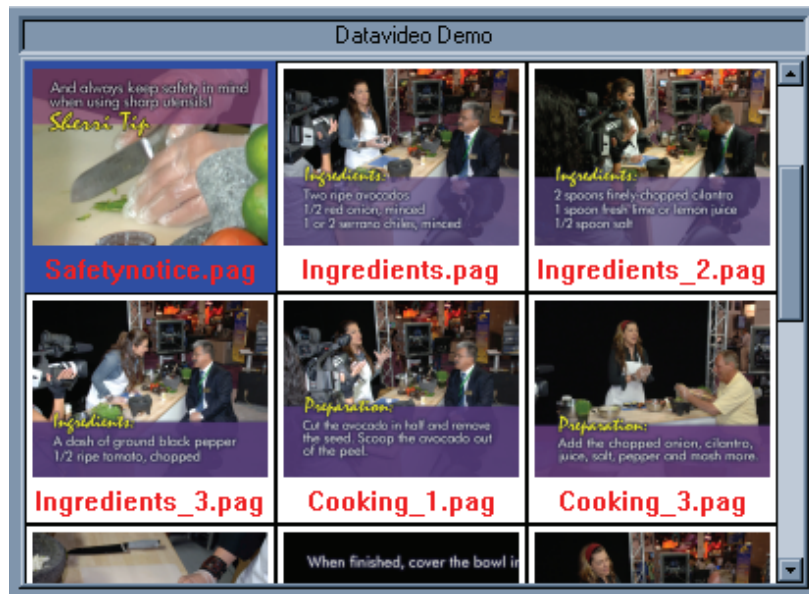 Datavideo Demo
And always keep safety in mind
when using sharp utensils!
Sherri Tip
Safetynotice.pag
Ingredients:
Two ripe avocados
1/2 red onion, minced
1 or 2 serrano chiles, minced
Ingredients.pag
Ingredients:
2 spoons finely-chopped cilantro
1 spoon fresh lime or lemon juice
1/2 spoon salt
Ingredients_2.pag
Ingredients:
A dash of ground black pepper
1/2 ripe tomato, chopped
Ingredients_3.pag
Preparation:
Cut the avocado in half and remove
the seed. Scoop the avocado out
of the peel.
Cooking_1.pag
Preparation:
Add the chopped onion, cilantro,
juice, salt, pepper and mash more.
Cooking_3.pag
When finished, cover the bowl in